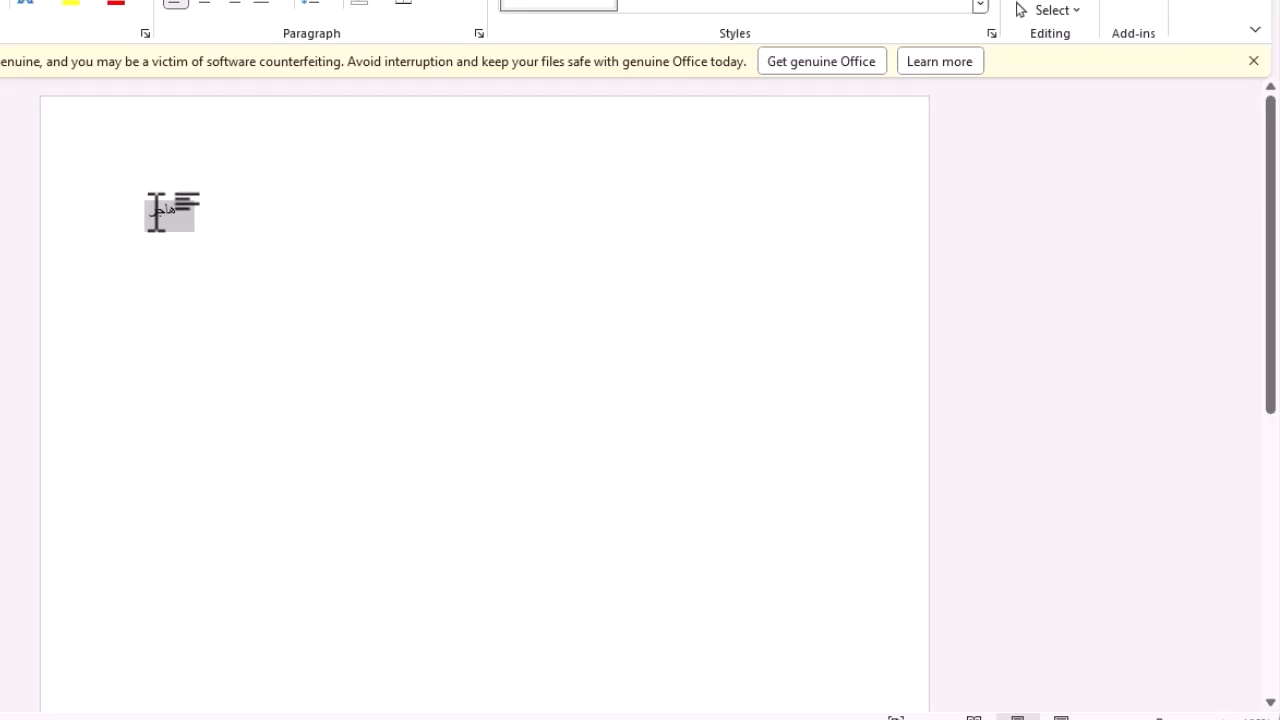 Select
Paragraph
Styles
Editing
Add-ins
enuine, and you may be a victim of software counterfeiting. Avoid interruption and keep your files safe with genuine Office today.
Get genuine Office
Learn more
هاجر